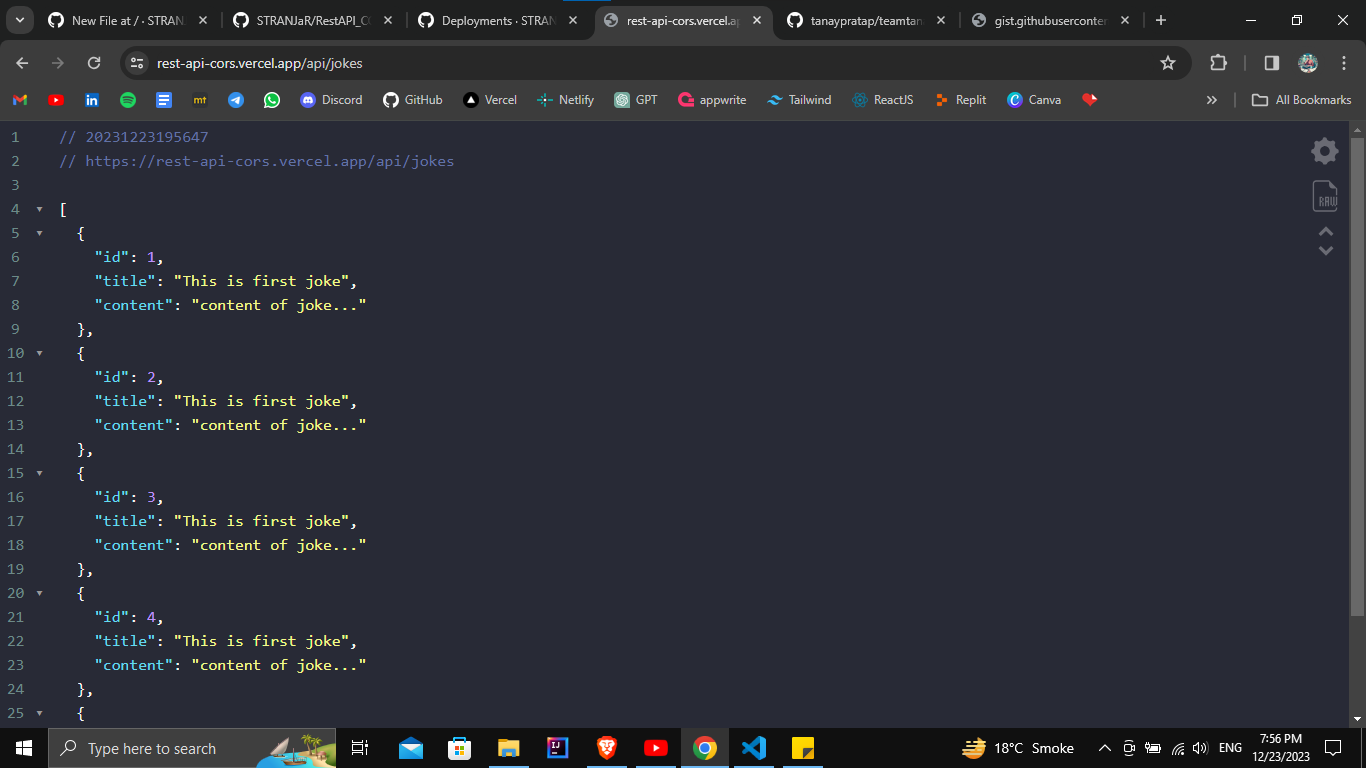 New File at / · STRANJ
STRANJaR/RestAPI_CO
Deployments · STRAN
rest-api-cors.vercel.ap
tanaypratap/teamtan
gist.githubuserconten
rest-api-cors.vercel.app/api/jokes
mt
Discord
GitHub
Vercel
Netlify
GPT
appwrite
Tailwind
ReactJS
Replit
Canva
All Bookmarks
1 // 20231223195647
2 // https://rest-api-cors.vercel.app/api/jokes
3
4 [
5 {
6 "id": 1,
7 "title": "This is first joke",
8 "content": "content of joke..."
9 },
10 {
11 "id": 2,
12 "title": "This is first joke",
13 "content": "content of joke..."
14 },
15 {
16 "id": 3,
17 "title": "This is first joke",
18 "content": "content of joke..."
19 },
20 {
21 "id": 4,
22 "title": "This is first joke",
23 "content": "content of joke..."
24 },
25 {
RAW
Type here to search
18°C Smoke
ENG
7:56 PM
12/23/2023